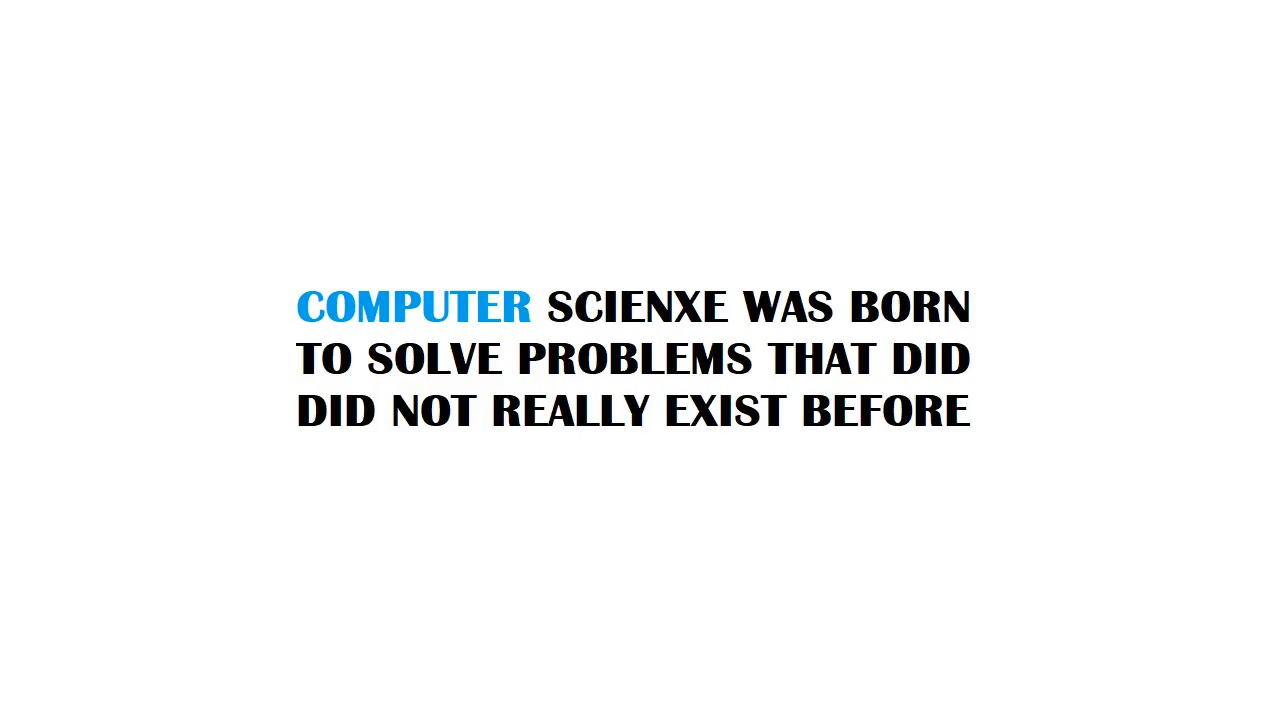 COMPUTER SCIENXE WAS BORN
TO SOLVE PROBLEMS THAT DID
DID NOT REALLY EXIST BEFORE